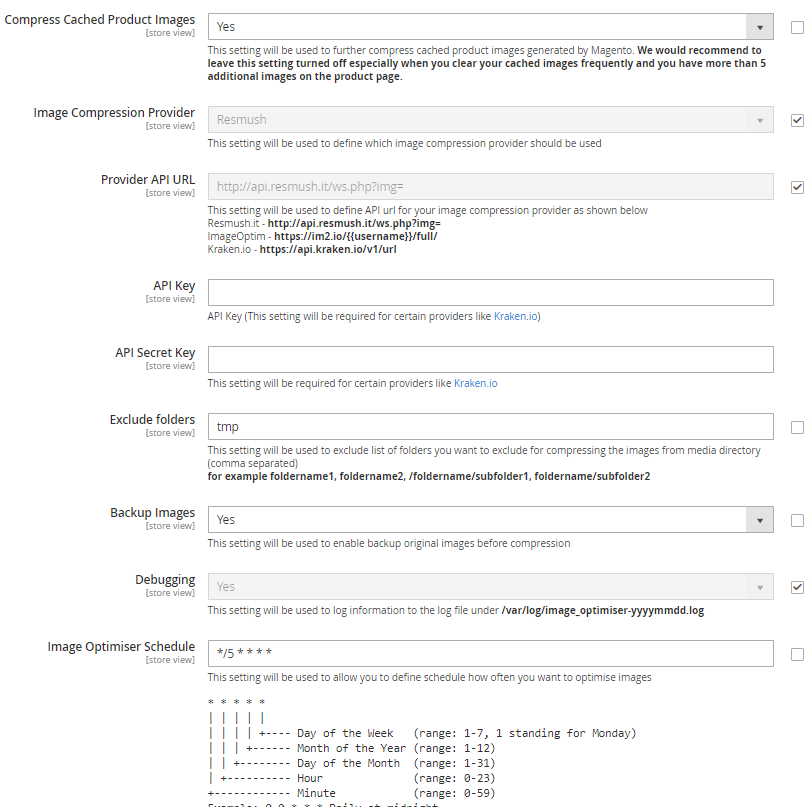 Compress Cached Product Images
[store view]
Yes
This setting will be used to further compress cached product images generated by Magento. We would recommend to
leave this setting turned off especially when you clear your cached images frequently and you have more than 5
additional images on the product page.
Image Compression Provider
[store view]
Resmush
This setting will be used to define which image compression provider should be used
Provider API URL
[store view]
http://api.resmush.it/ws.php?img=
This setting will be used to define API url for your image compression provider as shown below
Resmush.it - http://api.resmush.it/ws.php?img=
ImageOptim - https://im2.io/{{username}}/full/
Kraken.io - https://api.kraken.io/v1/url
API Key
[store view]
API Key (This setting will be required for certain providers like Kraken.io)
API Secret Key
[store view]
This setting will be required for certain providers like Kraken.io
Exclude folders
[store view]
tmp
This setting will be used to exclude list of folders you want to exclude for compressing the images from media directory
(comma separated)
for example foldername1, foldername2, /foldername/subfolder1, foldername/subfolder2
Backup Images
[store view]
Yes
This setting will be used to enable backup original images before compression
Debugging
[store view]
Yes
This setting will be used to log information to the log file under /var/log/image_optimiser-yyyymmdd.log
Image Optimiser Schedule
[store view]
*/5 * * * *
This setting will be used to allow you to define schedule how often you want to optimise images
* * * * *
| | | | |
| | | | +---- Day of the Week (range: 1-7, 1 standing for Monday)
| | | +------ Month of the Year (range: 1-12)
| | +-------- Day of the Month (range: 1-31)
| +---------- Hour (range: 0-23)
+------------ Minute (range: 0-59)
Example: 0 0 * * * Daily at midnight